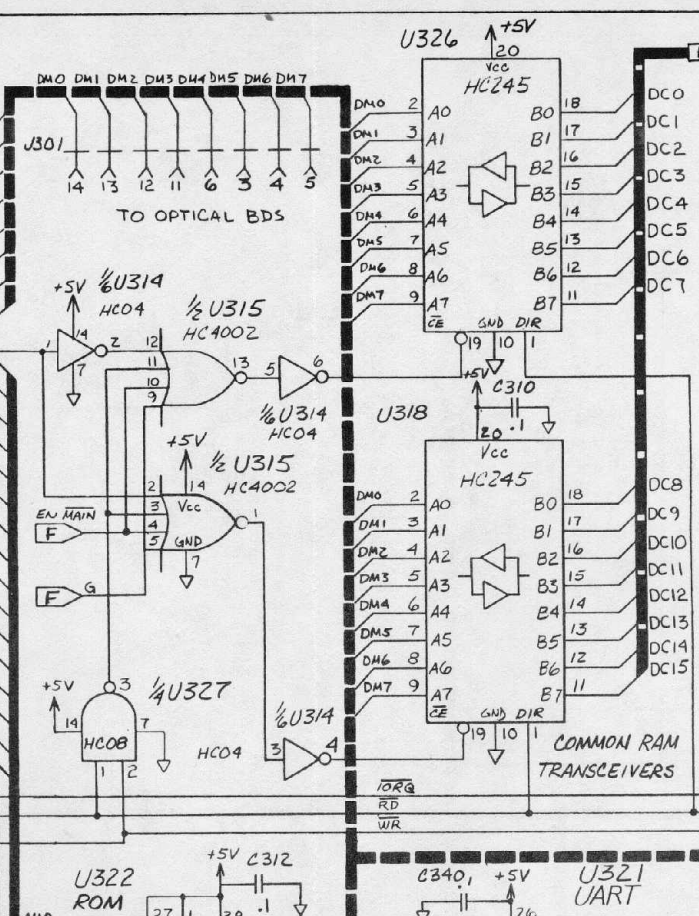 DM0 DM1 DM2 DM3 DM4 DM5 DM6 DM7
J301
14 13 12 11 6 3 4 5
TO OPTICAL BDS
U326
+5V
20
Vcc
HC245
DM0 2 A0 B0 18 DC0
DM1 3 A1 B1 17 DC1
DM2 4 A2 B2 16 DC2
DM3 5 A3 B3 15 DC3
DM4 6 A4 B4 14 DC4
DM5 7 A5 B5 13 DC5
DM6 8 A6 B6 12 DC6
DM7 9 A7 B7 11 DC7
CE GND DIR
19 10 1
+5V 1/6 U314
HC04
1 14 2
7
1/2 U315
HC4002
12 13
11
10
9
5 6
1/6 U314
HC04
+5V
C310
.1
U318
20
Vcc
HC245
DM0 2 A0 B0 18 DC8
DM1 3 A1 B1 17 DC9
DM2 4 A2 B2 16 DC10
DM3 5 A3 B3 15 DC11
DM4 6 A4 B4 14 DC12
DM5 7 A5 B5 13 DC13
DM6 8 A6 B6 12 DC14
DM7 9 A7 B7 11 DC15
CE GND DIR
19 10 1
+5V 1/2 U315
HC4002
14
2 Vcc 1
3
4
5 GND
7
EN MAIN
F
F G
3 1/4 U327
+5V
14 7
HC08
1 2
1/6 U314
HC04 3 4
COMMON RAM
TRANSCEIVERS
IORQ
RD
WR
U322
ROM
+5V C312
.1
27
C340
.1
+5V
U321
UART